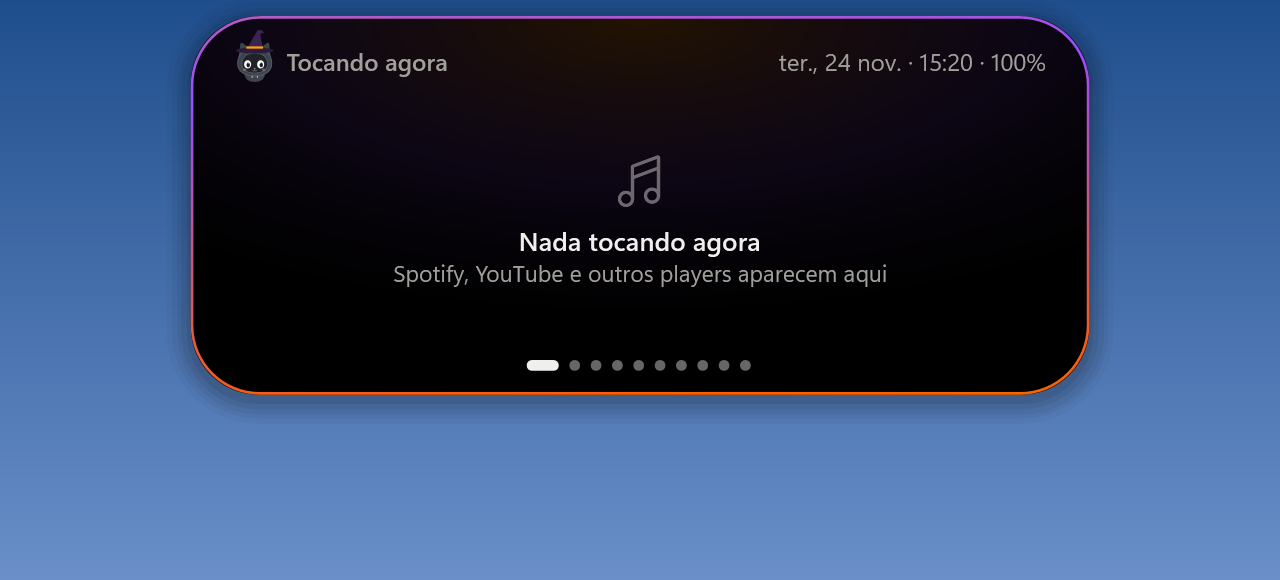 Tocando agora
ter., 24 nov. · 15:20 · 100%
Nada tocando agora
Spotify, YouTube e outros players aparecem aqui